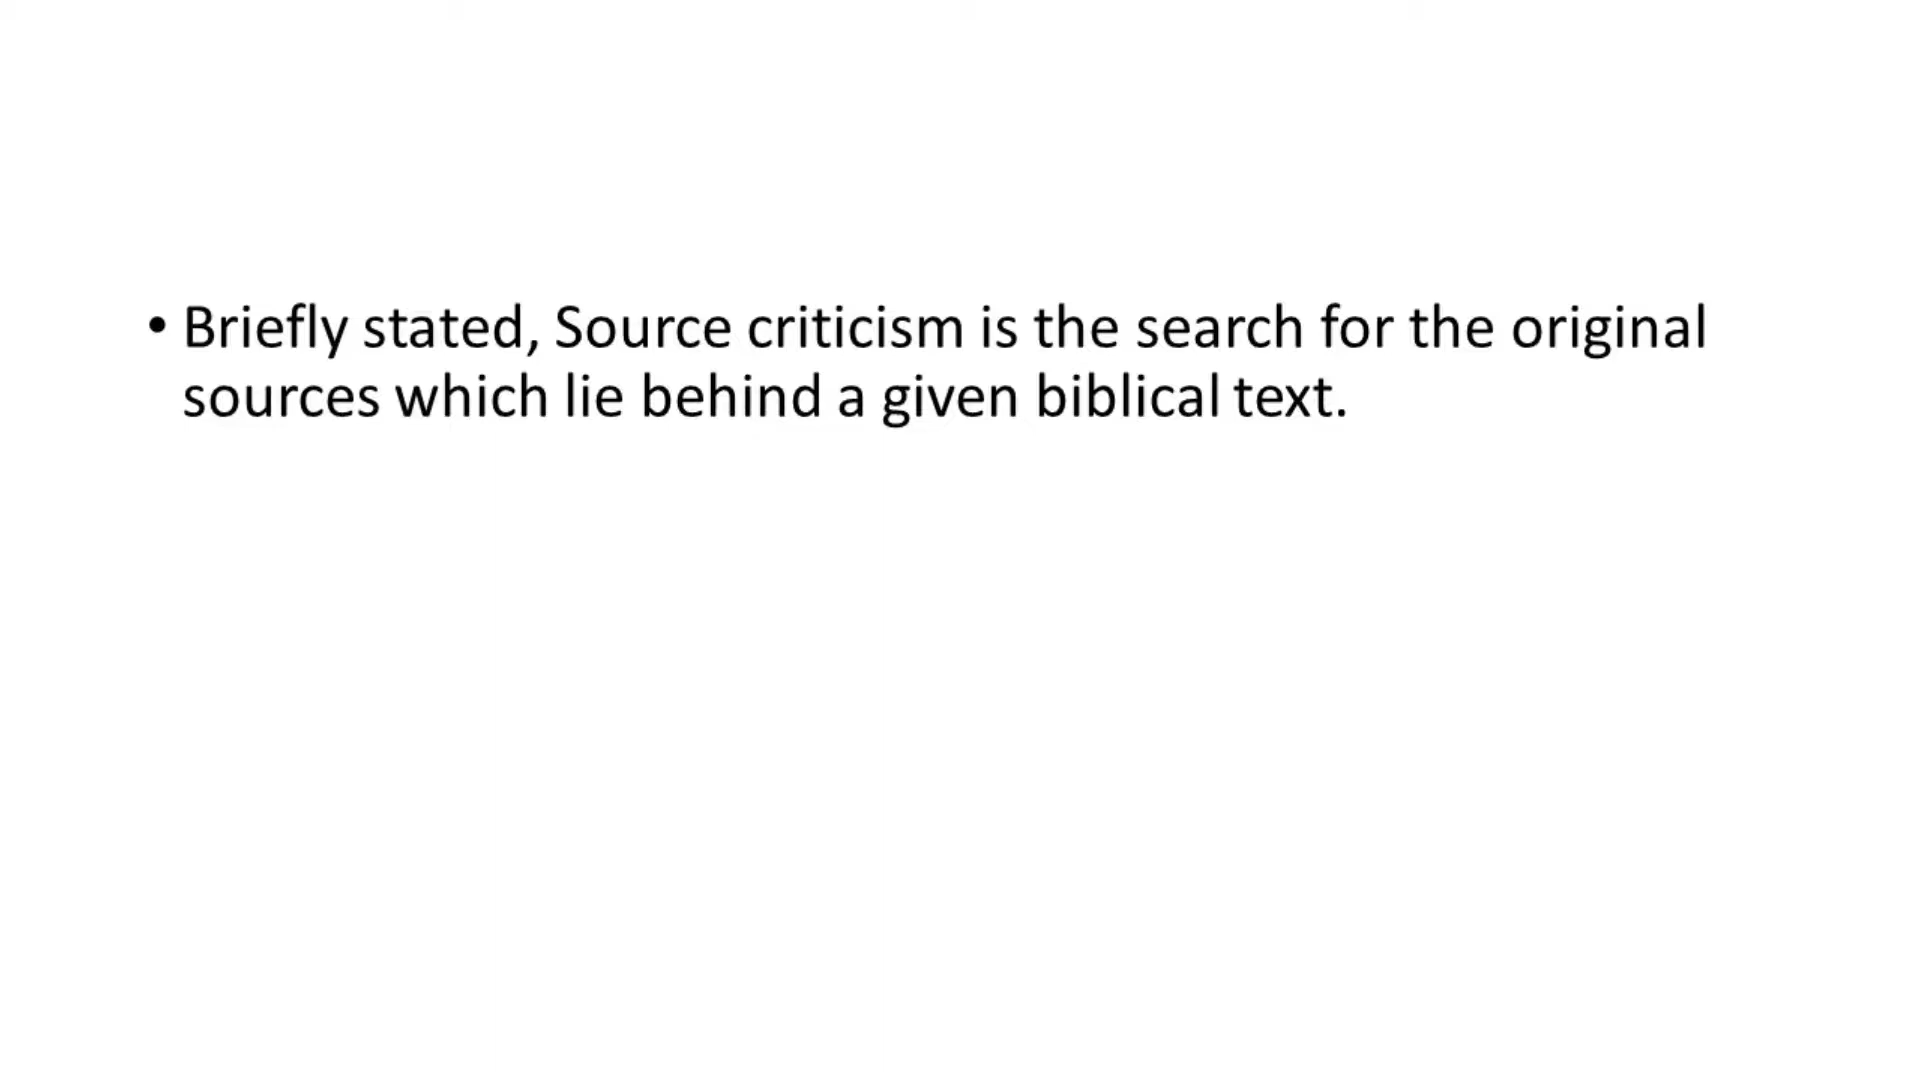 • Briefly stated, Source criticism is the search for the original
sources which lie behind a given biblical text.